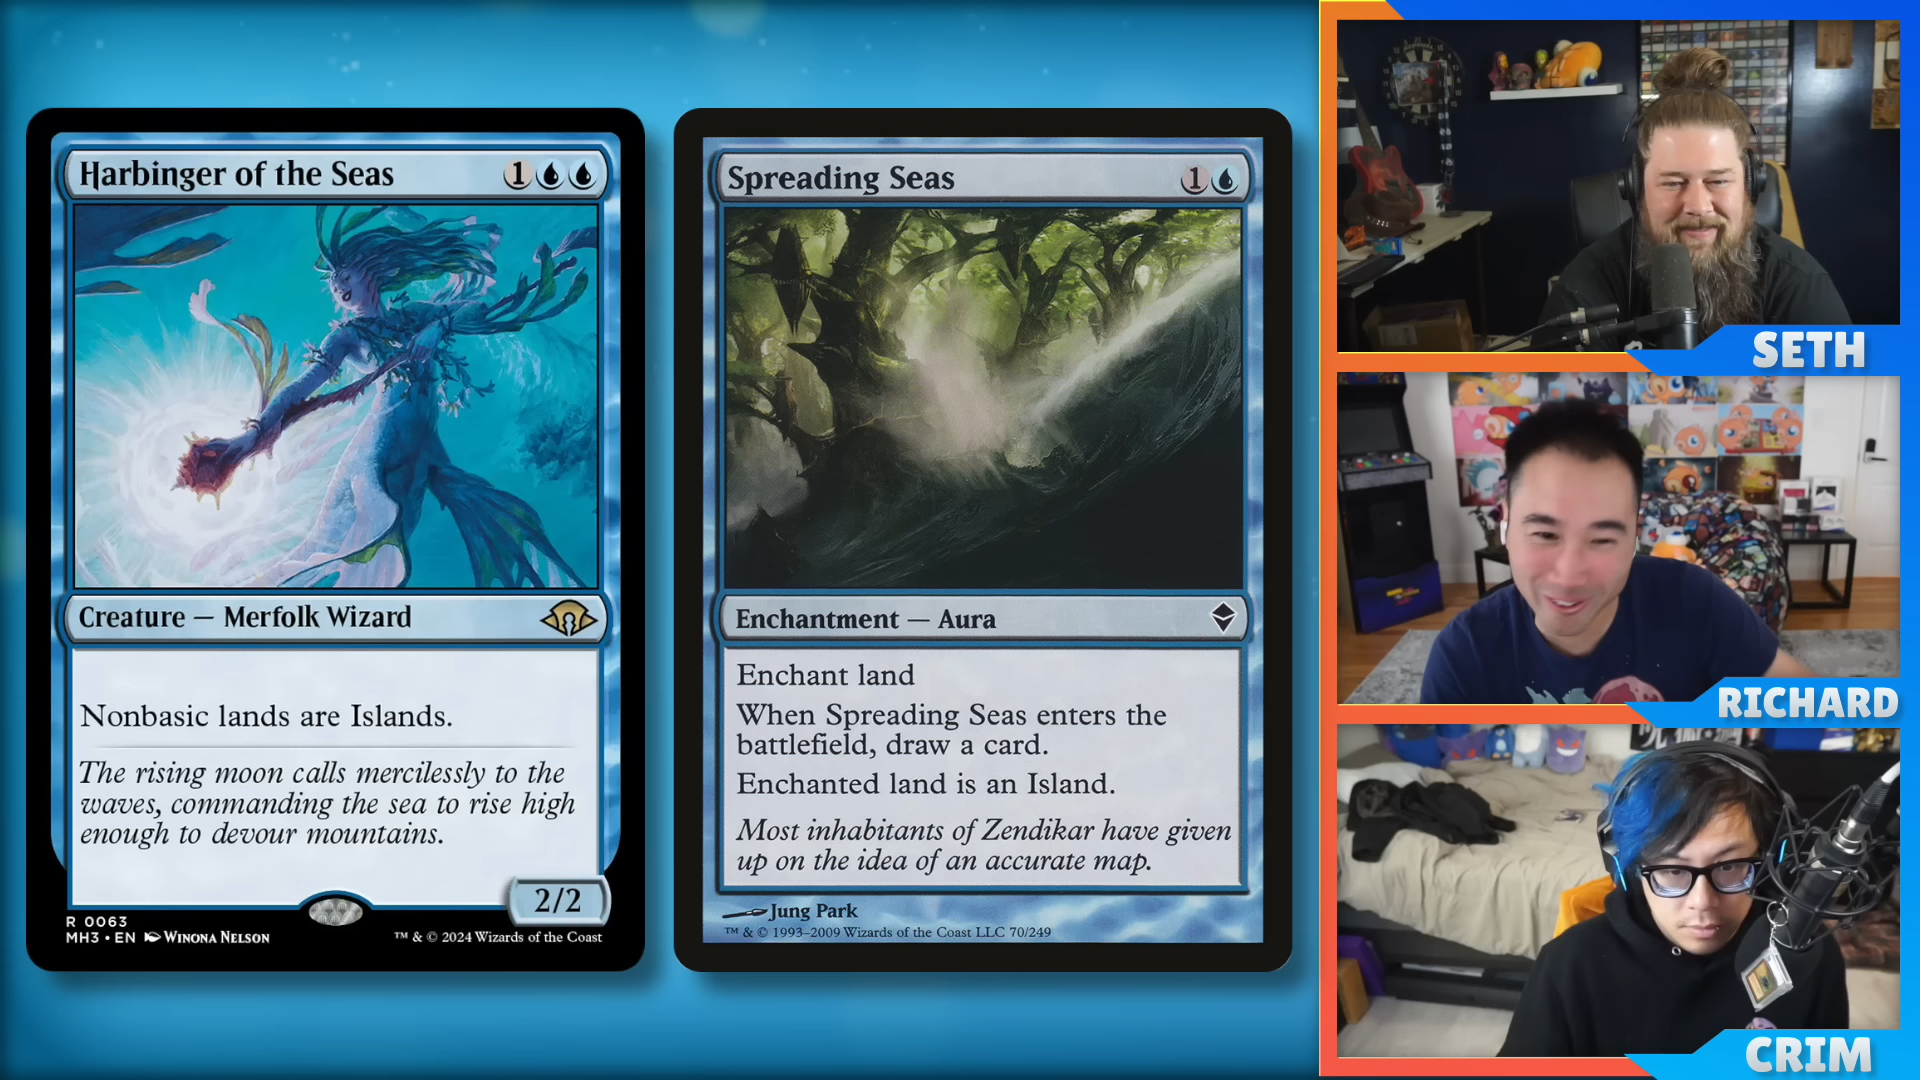 Harbinger of the Seas 1
Creature — Merfolk Wizard
Nonbasic lands are Islands.
The rising moon calls mercilessly to the
waves, commanding the sea to rise high
enough to devour mountains.
2/2
R 0063
MH3 • EN WINONA NELSON
™ & © 2024 Wizards of the Coast
Spreading Seas 1
Enchantment — Aura
Enchant land
When Spreading Seas enters the
battlefield, draw a card.
Enchanted land is an Island.
Most inhabitants of Zendikar have given
up on the idea of an accurate map.
Jung Park
™ & © 1993–2009 Wizards of the Coast LLC 70/249
SETH
RICHARD
CRIM